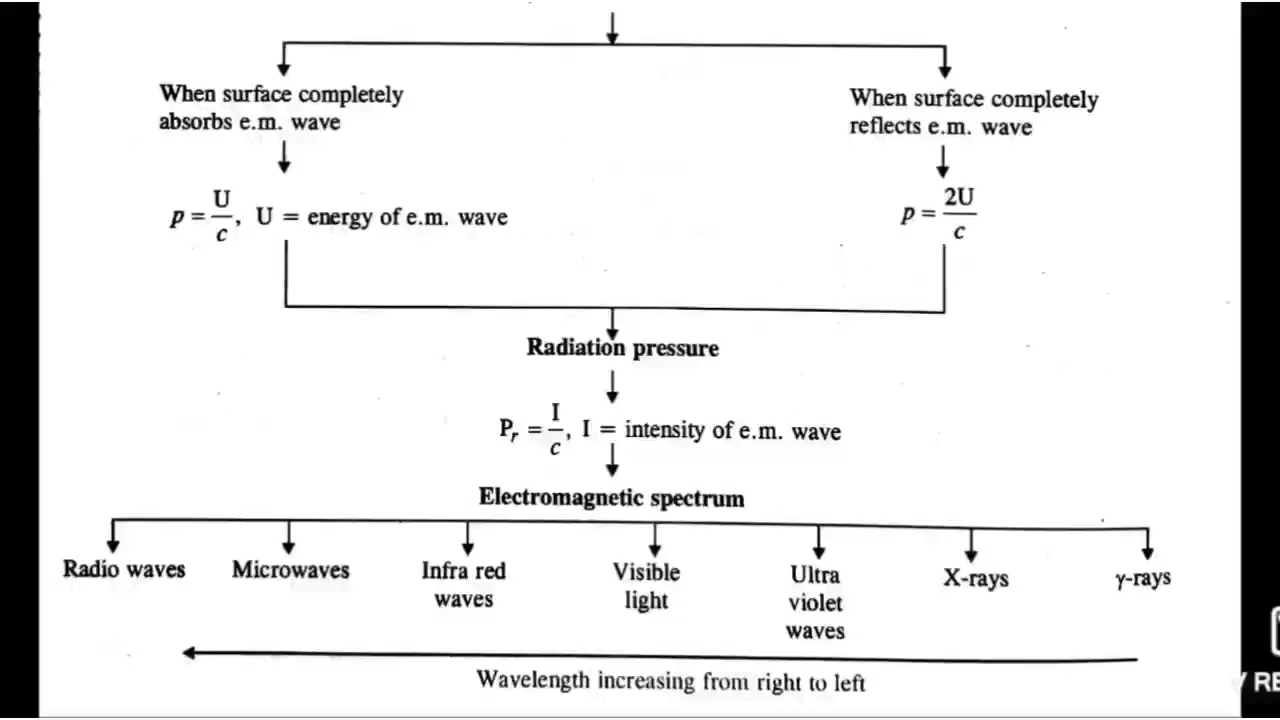 When surface completely
absorbs e.m. wave
When surface completely
reflects e.m. wave
p = U/c, U = energy of e.m. wave
p = 2U/c
Radiation pressure
Pᵣ = I/c, I = intensity of e.m. wave
Electromagnetic spectrum
Radio waves
Microwaves
Infra red
waves
Visible
light
Ultra
violet
waves
X-rays
γ-rays
Wavelength increasing from right to left